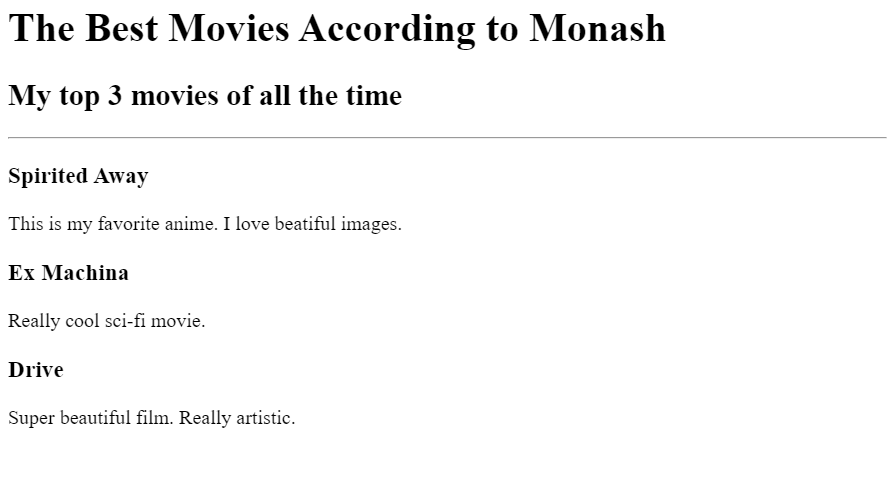 The Best Movies According to Monash
My top 3 movies of all the time
Spirited Away
This is my favorite anime. I love beatiful images.
Ex Machina
Really cool sci-fi movie.
Drive
Super beautiful film. Really artistic.